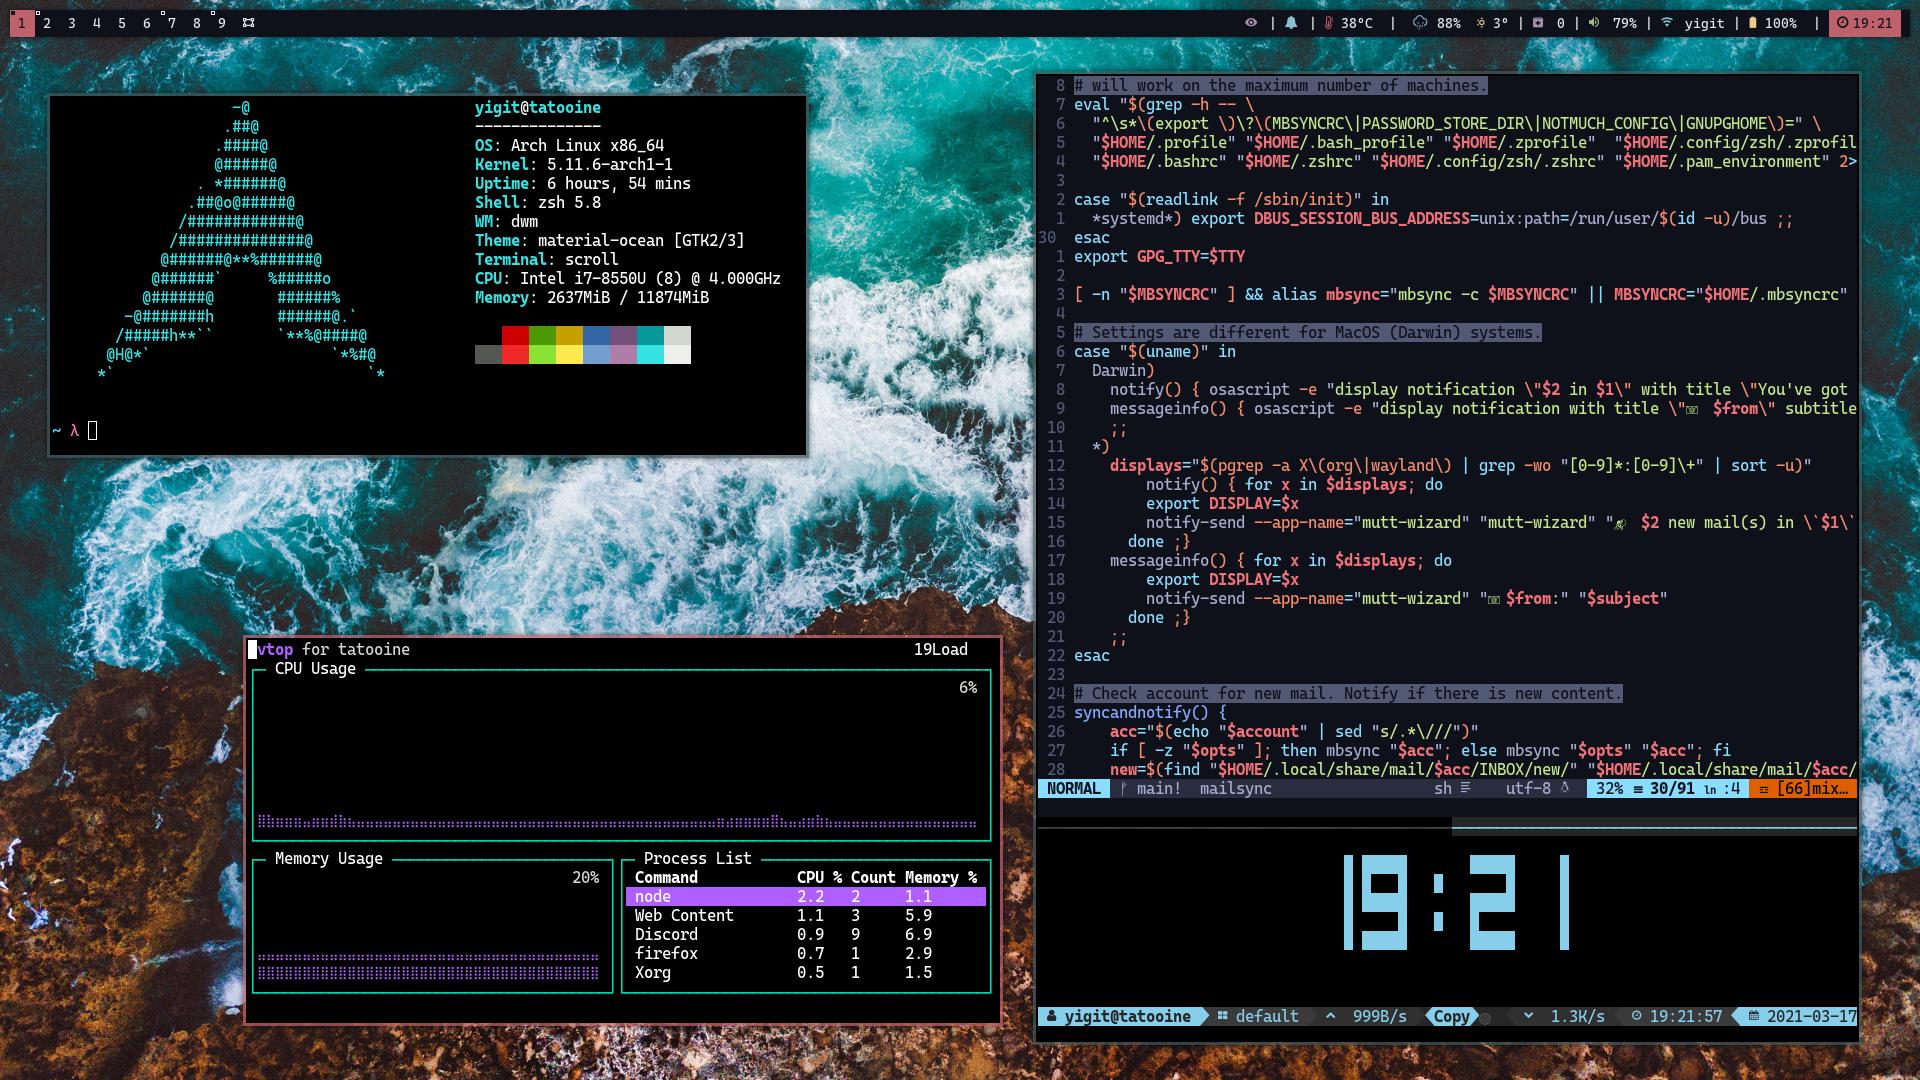 1 2 3 4 5 6 7 8 9
| | 38°C | 88% 3° | 0 | 79% | yigit | 100% | 19:21
-@
.##@
.####@
@#####@
. *######@
.##@o@#####@
/############@
/##############@
@######@**%######@
@######` %#####o
@######@ ######%
-@#######h ######@.`
/#####h**`` `**%@####@
@H@*` `*%#@
*` `*
yigit@tatooine
--------------
OS: Arch Linux x86_64
Kernel: 5.11.6-arch1-1
Uptime: 6 hours, 54 mins
Shell: zsh 5.8
WM: dwm
Theme: material-ocean [GTK2/3]
Terminal: scroll
CPU: Intel i7-8550U (8) @ 4.000GHz
Memory: 2637MiB / 11874MiB
~ λ
vtop for tatooine 19Load
CPU Usage
6%
Memory Usage
20%
Process List
Command CPU % Count Memory %
node 2.2 2 1.1
Web Content 1.1 3 5.9
Discord 0.9 9 6.9
firefox 0.7 1 2.9
Xorg 0.5 1 1.5
8 # will work on the maximum number of machines.
7 eval "$(grep -h -- \
6 "^\s*\(export \)\?\(MBSYNCRC\|PASSWORD_STORE_DIR\|NOTMUCH_CONFIG\|GNUPGHOME\)=" \
5 "$HOME/.profile" "$HOME/.bash_profile" "$HOME/.zprofile" "$HOME/.config/zsh/.zprofil
4 "$HOME/.bashrc" "$HOME/.zshrc" "$HOME/.config/zsh/.zshrc" "$HOME/.pam_environment" 2>
3
2 case "$(readlink -f /sbin/init)" in
1 *systemd*) export DBUS_SESSION_BUS_ADDRESS=unix:path=/run/user/$(id -u)/bus ;;
30 esac
1 export GPG_TTY=$TTY
2
3 [ -n "$MBSYNCRC" ] && alias mbsync="mbsync -c $MBSYNCRC" || MBSYNCRC="$HOME/.mbsyncrc"
4
5 # Settings are different for MacOS (Darwin) systems.
6 case "$(uname)" in
7 Darwin)
8 notify() { osascript -e "display notification \"$2 in $1\" with title \"You've got
9 messageinfo() { osascript -e "display notification with title \"📧 $from\" subtitle
10 ;;
11 *)
12 displays="$(pgrep -a X\(org\|wayland\) | grep -wo "[0-9]*:[0-9]\+" | sort -u)"
13 notify() { for x in $displays; do
14 export DISPLAY=$x
15 notify-send --app-name="mutt-wizard" "mutt-wizard" " $2 new mail(s) in \`$1\`
16 done ;}
17 messageinfo() { for x in $displays; do
18 export DISPLAY=$x
19 notify-send --app-name="mutt-wizard" "📧 $from:" "$subject"
20 done ;}
21 ;;
22 esac
23
24 # Check account for new mail. Notify if there is new content.
25 syncandnotify() {
26 acc="$(echo "$account" | sed "s/.*\///")"
27 if [ -z "$opts" ]; then mbsync "$acc"; else mbsync "$opts" "$acc"; fi
28 new=$(find "$HOME/.local/share/mail/$acc/INBOX/new/" "$HOME/.local/share/mail/$acc/
NORMAL main! mailsync sh utf-8 32% ≡ 30/91 ln :4 [66]mix…
19:21
yigit@tatooine default 999B/s Copy 1.3K/s 19:21:57 2021-03-17